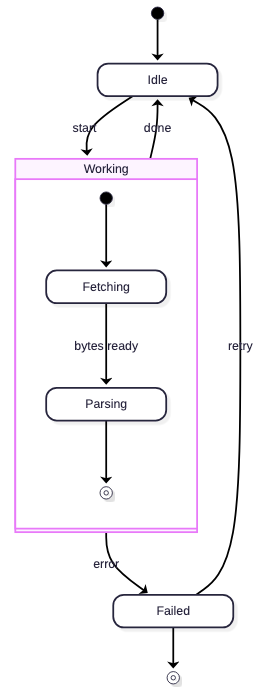 Idle
start
done
Working
Fetching
bytes ready
retry
Parsing
error
Failed